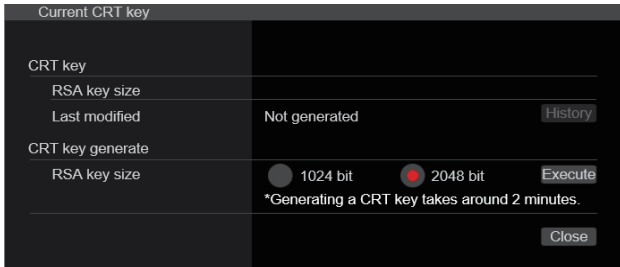 Current CRT key
CRT key
RSA key size
Last modified Not generated History
CRT key generate
RSA key size 1024 bit 2048 bit Execute
*Generating a CRT key takes around 2 minutes.
Close